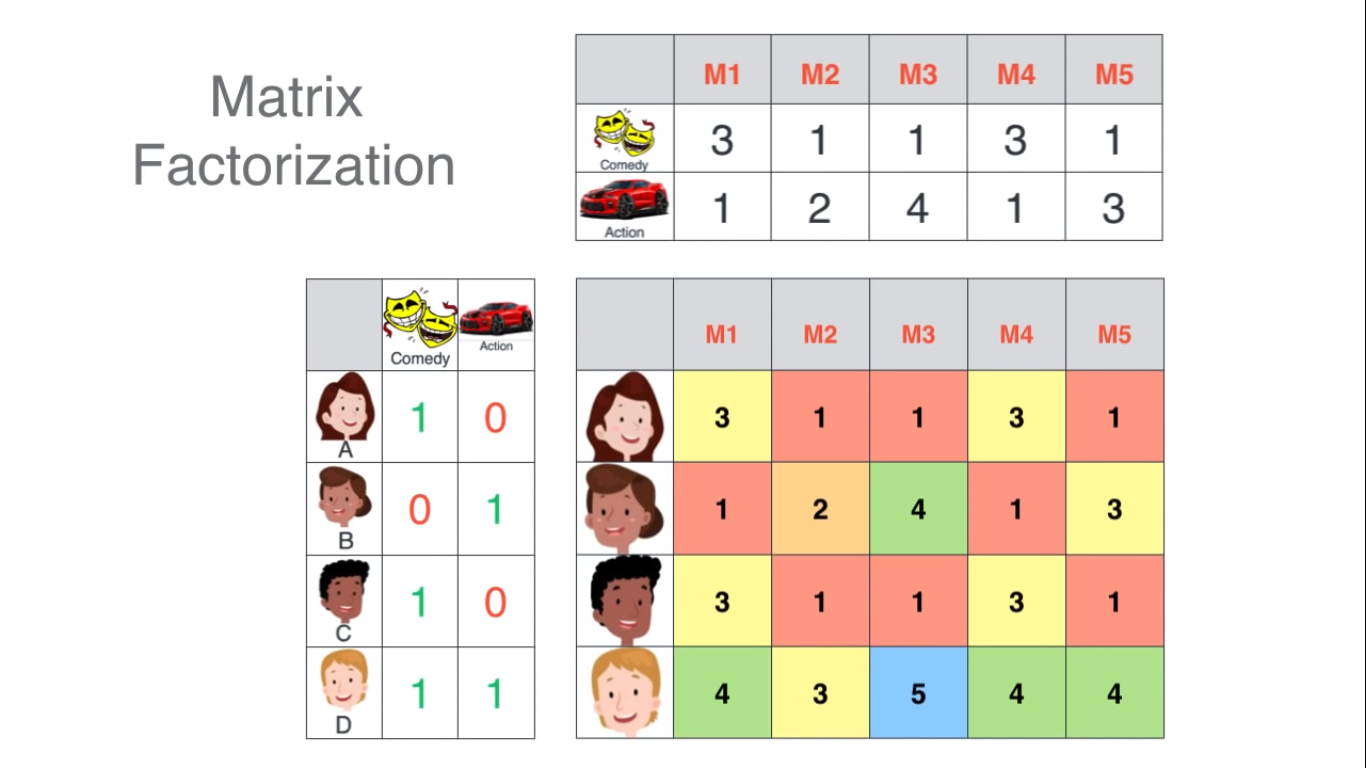 Matrix
Factorization
M1 M2 M3 M4 M5
Comedy 3 1 1 3 1
Action 1 2 4 1 3
Comedy Action
A 1 0
B 0 1
C 1 0
D 1 1
M1 M2 M3 M4 M5
3 1 1 3 1
1 2 4 1 3
3 1 1 3 1
4 3 5 4 4